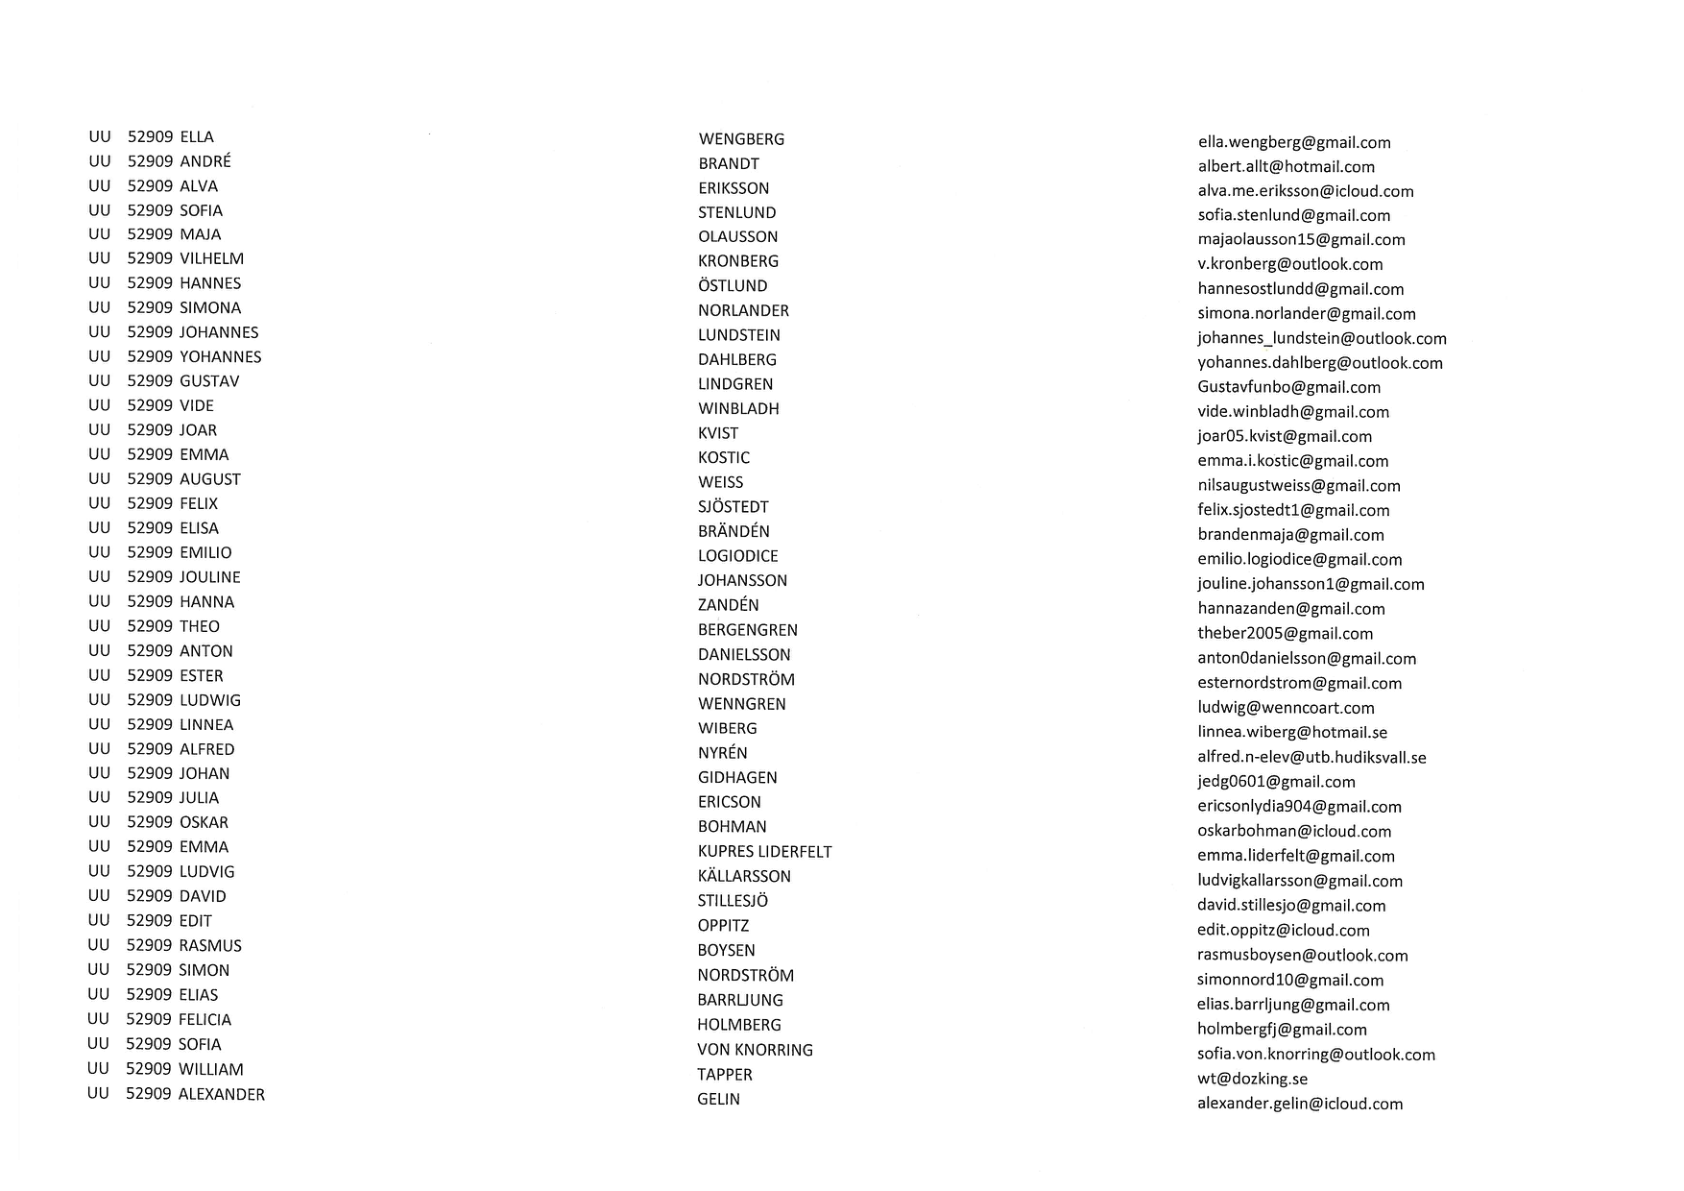 UU 52909 ELLA WENGBERG ella.wengberg@gmail.com
UU 52909 ANDRÉ BRANDT albert.allt@hotmail.com
UU 52909 ALVA ERIKSSON alva.me.eriksson@icloud.com
UU 52909 SOFIA STENLUND sofia.stenlund@gmail.com
UU 52909 MAJA OLAUSSON majaolausson15@gmail.com
UU 52909 VILHELM KRONBERG v.kronberg@outlook.com
UU 52909 HANNES ÖSTLUND hannesostlundd@gmail.com
UU 52909 SIMONA NORLANDER simona.norlander@gmail.com
UU 52909 JOHANNES LUNDSTEIN johannes_lundstein@outlook.com
UU 52909 YOHANNES DAHLBERG yohannes.dahlberg@outlook.com
UU 52909 GUSTAV LINDGREN Gustavfunbo@gmail.com
UU 52909 VIDE WINBLADH vide.winbladh@gmail.com
UU 52909 JOAR KVIST joar05.kvist@gmail.com
UU 52909 EMMA KOSTIC emma.i.kostic@gmail.com
UU 52909 AUGUST WEISS nilsaugustweiss@gmail.com
UU 52909 FELIX SJÖSTEDT felix.sjostedt1@gmail.com
UU 52909 ELISA BRÄNDÉN brandenmaja@gmail.com
UU 52909 EMILIO LOGIODICE emilio.logiodice@gmail.com
UU 52909 JOULINE JOHANSSON jouline.johansson1@gmail.com
UU 52909 HANNA ZANDÉN hannazanden@gmail.com
UU 52909 THEO BERGENGREN theber2005@gmail.com
UU 52909 ANTON DANIELSSON anton0danielsson@gmail.com
UU 52909 ESTER NORDSTRÖM esternordstrom@gmail.com
UU 52909 LUDWIG WENNGREN ludwig@wenncoart.com
UU 52909 LINNEA WIBERG linnea.wiberg@hotmail.se
UU 52909 ALFRED NYRÉN alfred.n-elev@utb.hudiksvall.se
UU 52909 JOHAN GIDHAGEN jedg0601@gmail.com
UU 52909 JULIA ERICSON ericsonlydia904@gmail.com
UU 52909 OSKAR BOHMAN oskarbohman@icloud.com
UU 52909 EMMA KUPRES LIDERFELT emma.liderfelt@gmail.com
UU 52909 LUDVIG KÄLLARSSON ludvigkallarsson@gmail.com
UU 52909 DAVID STILLESJÖ david.stillesjo@gmail.com
UU 52909 EDIT OPPITZ edit.oppitz@icloud.com
UU 52909 RASMUS BOYSEN rasmusboysen@outlook.com
UU 52909 SIMON NORDSTRÖM simonnord10@gmail.com
UU 52909 ELIAS BARRLJUNG elias.barrljung@gmail.com
UU 52909 FELICIA HOLMBERG holmbergfj@gmail.com
UU 52909 SOFIA VON KNORRING sofia.von.knorring@outlook.com
UU 52909 WILLIAM TAPPER wt@dozking.se
UU 52909 ALEXANDER GELIN alexander.gelin@icloud.com